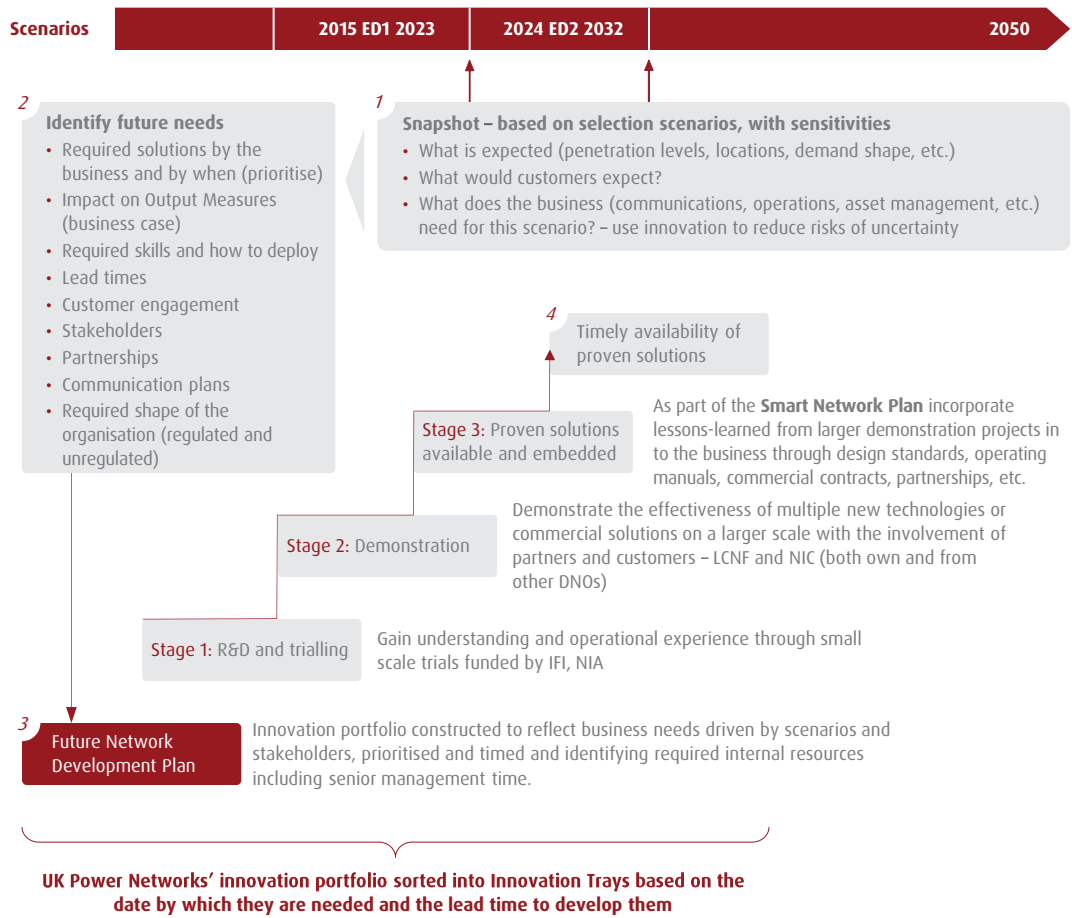 Scenarios
2015 ED1 2023
2024 ED2 2032
2050
1
Snapshot – based on selection scenarios, with sensitivities
• What is expected (penetration levels, locations, demand shape, etc.)
• What would customers expect?
• What does the business (communications, operations, asset management, etc.)
need for this scenario? – use innovation to reduce risks of uncertainty
2
Identify future needs
• Required solutions by the
business and by when (prioritise)
• Impact on Output Measures
(business case)
• Required skills and how to deploy
• Lead times
• Customer engagement
• Stakeholders
• Partnerships
• Communication plans
• Required shape of the
organisation (regulated and
unregulated)
4
Timely availability of
proven solutions
Stage 3: Proven solutions
available and embedded
As part of the Smart Network Plan incorporate
lessons-learned from larger demonstration projects in
to the business through design standards, operating
manuals, commercial contracts, partnerships, etc.
Stage 2: Demonstration
Demonstrate the effectiveness of multiple new technologies or
commercial solutions on a larger scale with the involvement of
partners and customers – LCNF and NIC (both own and from
other DNOs)
Stage 1: R&D and trialling
Gain understanding and operational experience through small
scale trials funded by IFI, NIA
3
Future Network
Development Plan
Innovation portfolio constructed to reflect business needs driven by scenarios and
stakeholders, prioritised and timed and identifying required internal resources
including senior management time.
UK Power Networks’ innovation portfolio sorted into Innovation Trays based on the
date by which they are needed and the lead time to develop them